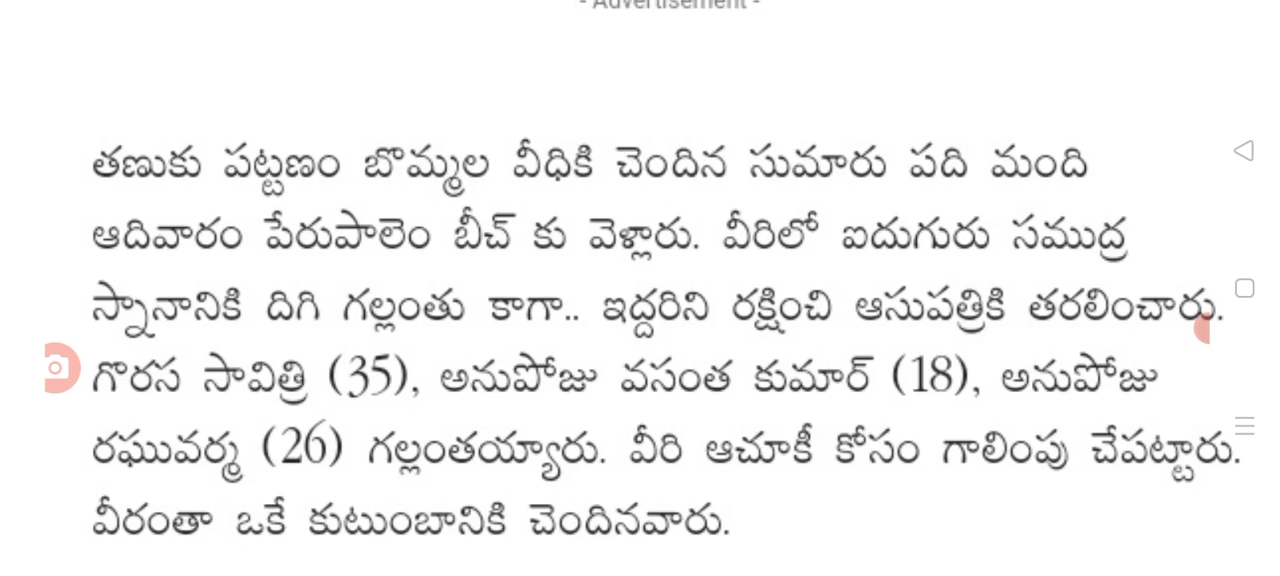 - Advertisement -
తణుకు పట్టణం బొమ్మల వీధికి చెందిన సుమారు పది మంది
ఆదివారం పేరుపాలెం బీచ్ కు వెళ్లారు. వీరిలో ఐదుగురు సముద్ర
స్నానానికి దిగి గల్లంతు కాగా.. ఇద్దరిని రక్షించి ఆసుపత్రికి తరలించారు.
గొరస సావిత్రి (35), అనుపోజు వసంత కుమార్ (18), అనుపోజు
రఘువర్మ (26) గల్లంతయ్యారు. వీరి ఆచూకీ కోసం గాలింపు చేపట్టారు.
వీరంతా ఒకే కుటుంబానికి చెందినవారు.